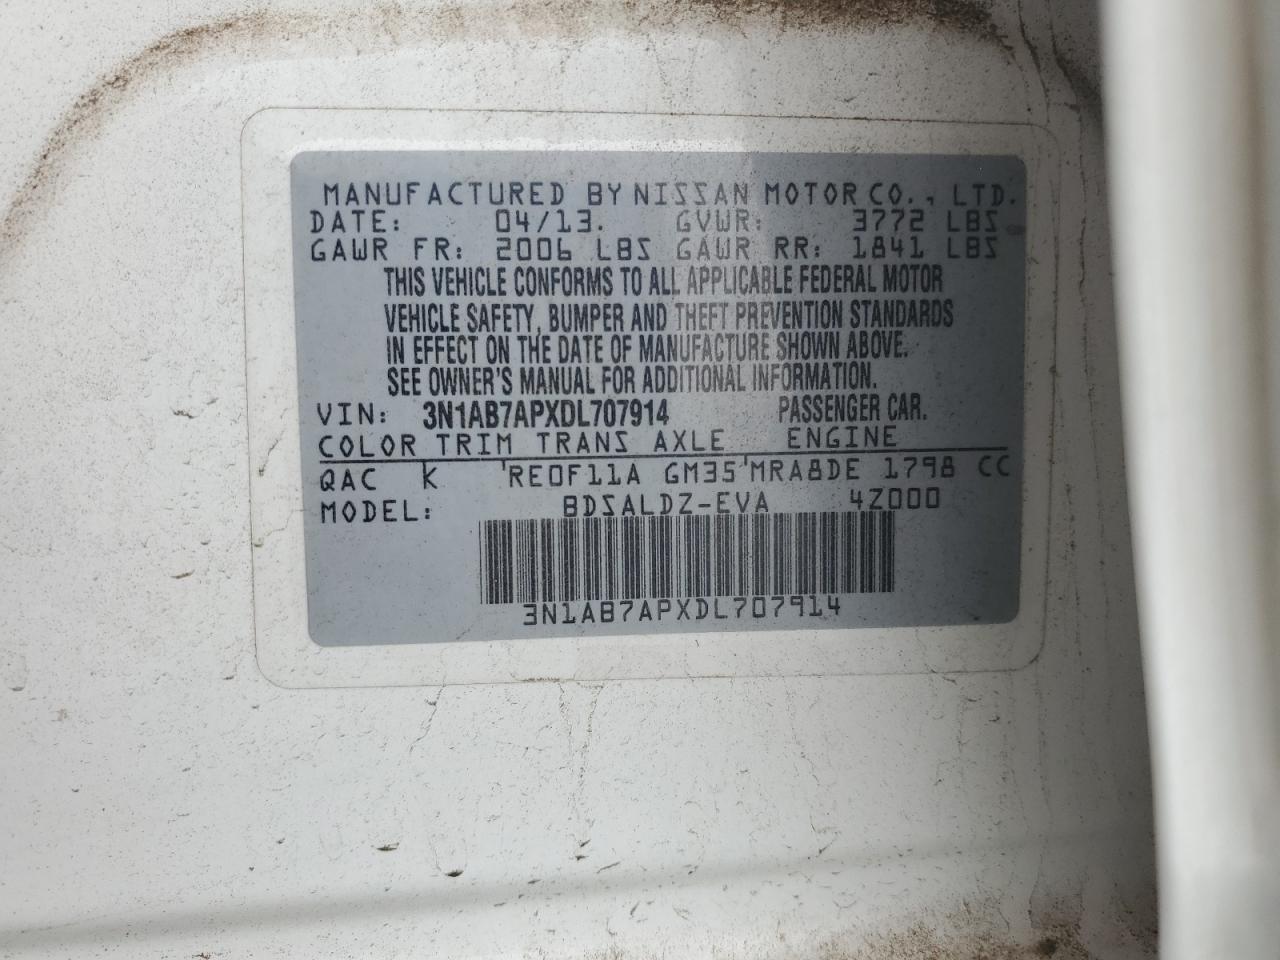 MANUFACTURED BY NISSAN MOTOR CO., LTD.
DATE: 04/13. GVWR: 3772 LBS
GAWR FR: 2006 LBS GAWR RR: 1841 LBS
THIS VEHICLE CONFORMS TO ALL APPLICABLE FEDERAL MOTOR
VEHICLE SAFETY, BUMPER AND THEFT PREVENTION STANDARDS
IN EFFECT ON THE DATE OF MANUFACTURE SHOWN ABOVE.
SEE OWNER'S MANUAL FOR ADDITIONAL INFORMATION.
VIN: 3N1AB7APXDL707914 PASSENGER CAR.
COLOR TRIM TRANS AXLE ENGINE
QAC K 'RE0F11A GM35'MRA8DE 1798 CC
MODEL: BDSALDZ-EVA 4Z000
3N1AB7APXDL707914